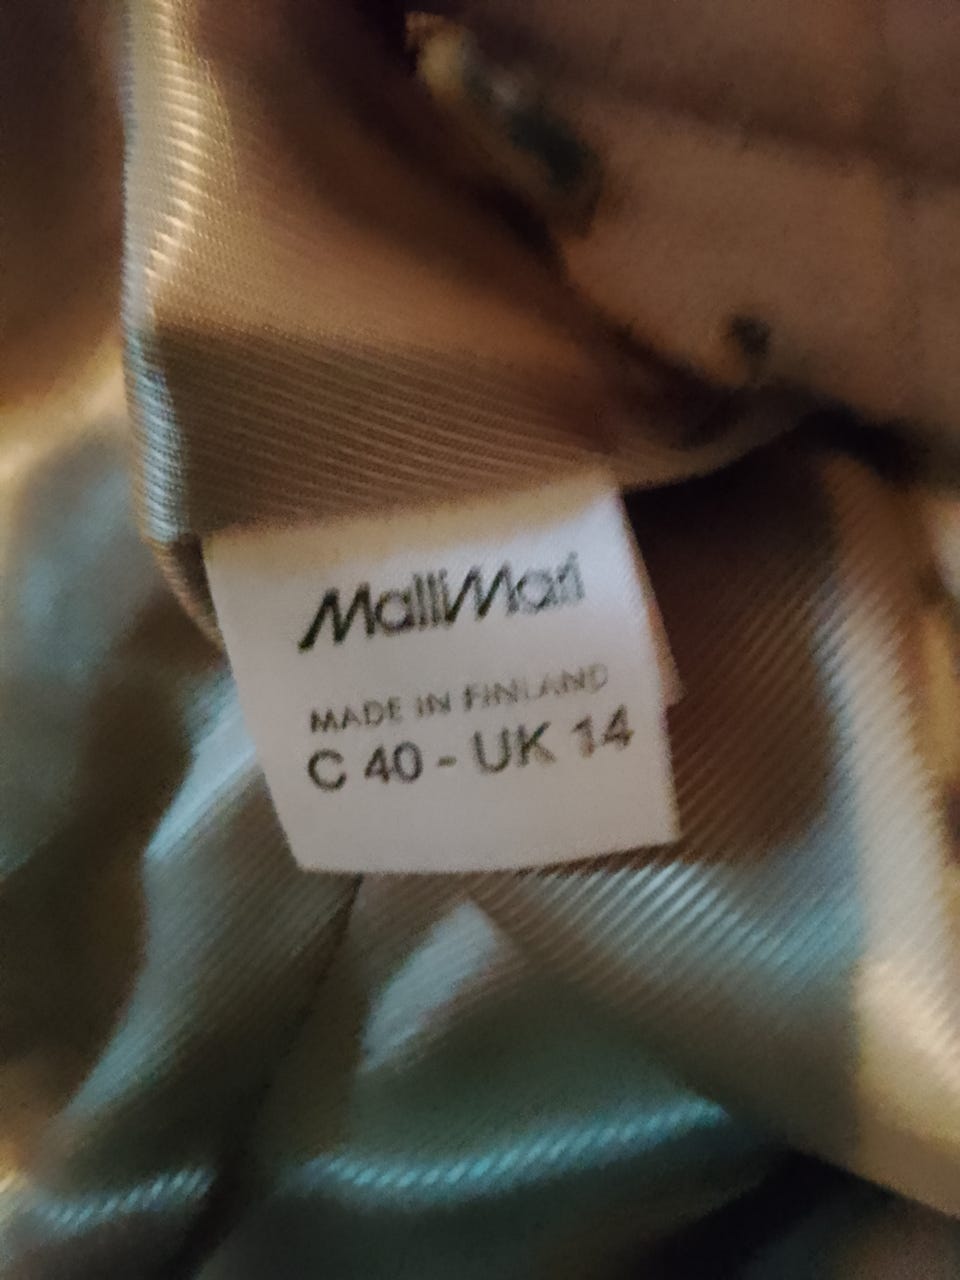 MalliMari
MADE IN FINLAND
C 40 - UK 14